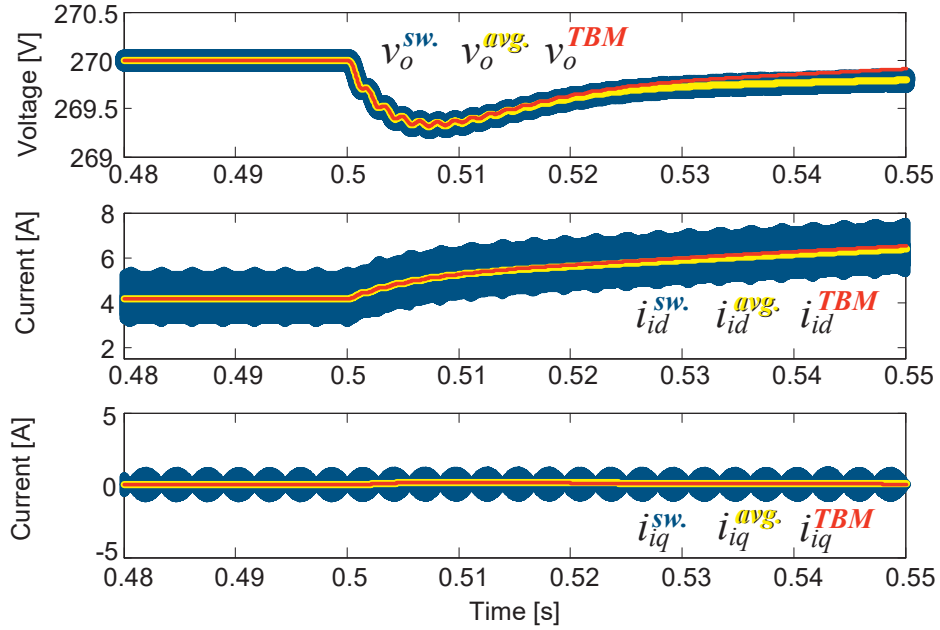 270.5
270
269.5
269
Voltage [V]
v_o^sw. v_o^avg. v_o^TBM
0.48 0.49 0.5 0.51 0.52 0.53 0.54 0.55
8
6
4
2
Current [A]
i_id^sw. i_id^avg. i_id^TBM
0.48 0.49 0.5 0.51 0.52 0.53 0.54 0.55
5
0
-5
Current [A]
i_iq^sw. i_iq^avg. i_iq^TBM
0.48 0.49 0.5 0.51 0.52 0.53 0.54 0.55
Time [s]